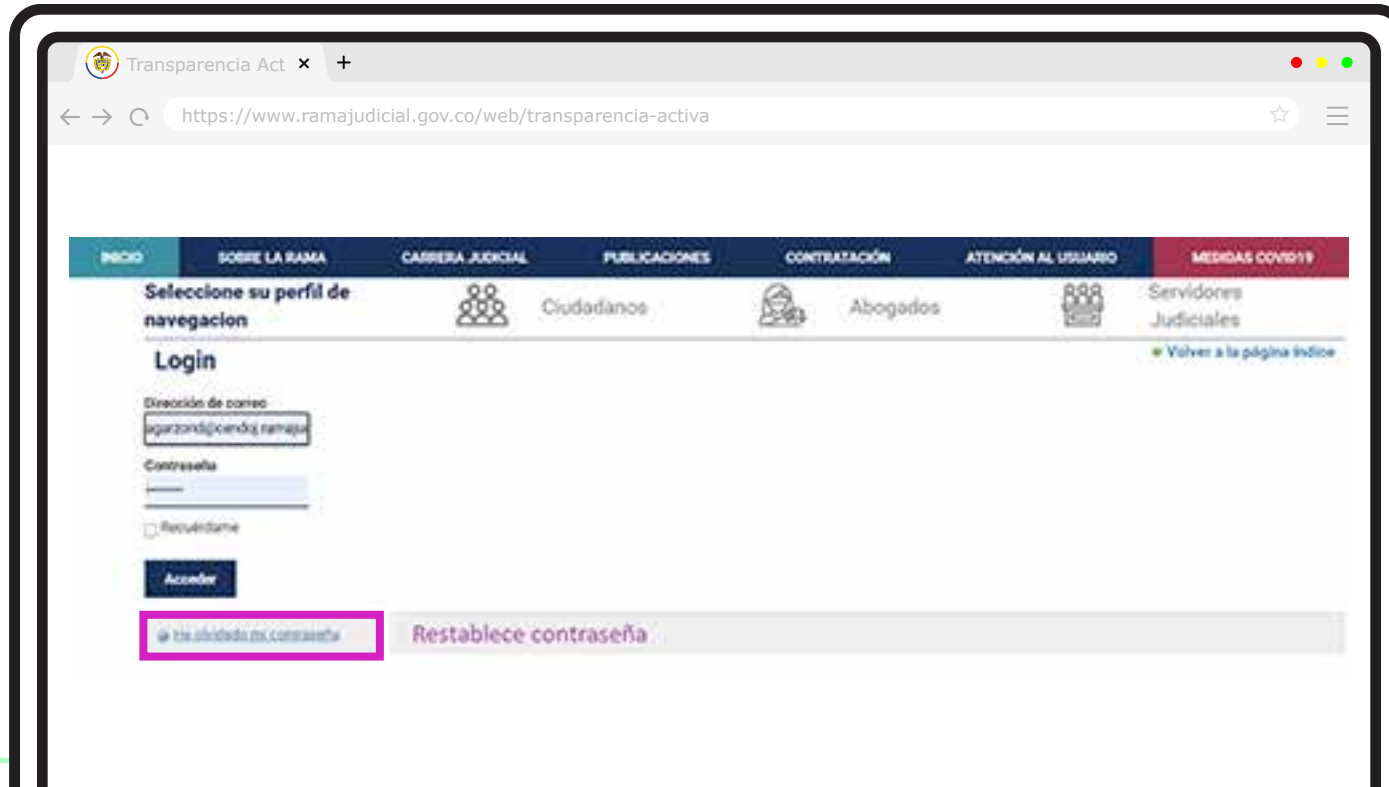 Transparencia Act
https://www.ramajudicial.gov.co/web/transparencia-activa
INICIO SOBRE LA RAMA CARRERA JUDICIAL PUBLICACIONES CONTRATACIÓN ATENCIÓN AL USUARIO MEDIDAS COVID19
Seleccione su perfil de
navegacion
Ciudadanos
Abogados
Servidores
Judiciales
Login
Volver a la página índice
Dirección de correo
agarzond@cendoj.ramajud
Contraseña
Recuérdame
Acceder
He olvidado mi contraseña
Restablece contraseña